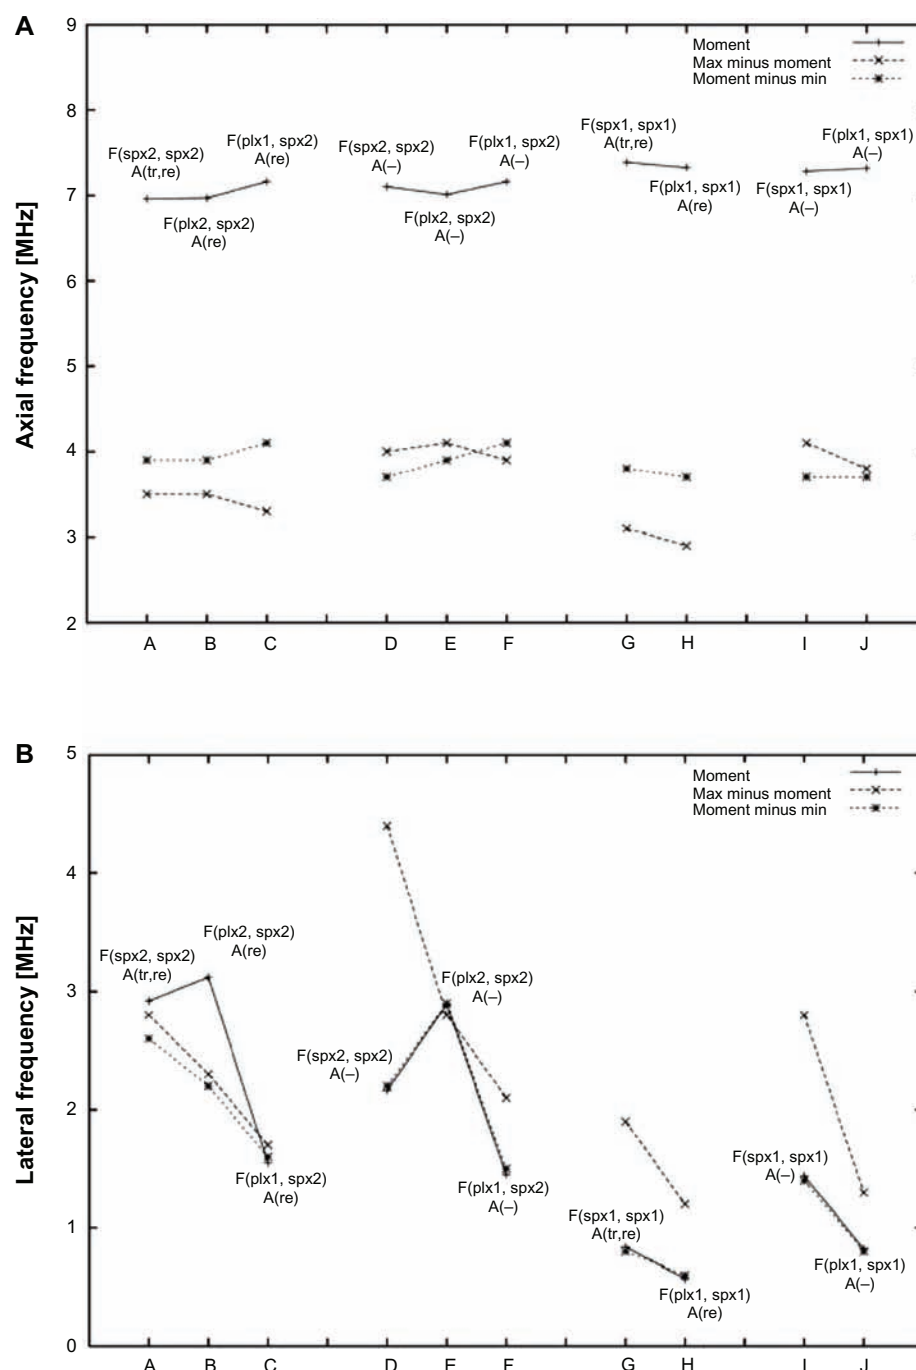 A
9
8
7
6
5
4
3
2
Axial frequency [MHz]
Moment
Max minus moment
Moment minus min
F(spx2, spx2)
A(tr,re)
F(plx2, spx2)
A(re)
F(plx1, spx2)
A(re)
F(spx2, spx2)
A(–)
F(plx2, spx2)
A(–)
F(plx1, spx2)
A(–)
F(spx1, spx1)
A(tr,re)
F(plx1, spx1)
A(re)
F(spx1, spx1)
A(–)
F(plx1, spx1)
A(–)
A B C D E F G H I J
B
5
4
3
2
1
0
Lateral frequency [MHz]
Moment
Max minus moment
Moment minus min
F(spx2, spx2)
A(tr,re)
F(plx2, spx2)
A(re)
F(plx1, spx2)
A(re)
F(spx2, spx2)
A(–)
F(plx2, spx2)
A(–)
F(plx1, spx2)
A(–)
F(spx1, spx1)
A(tr,re)
F(plx1, spx1)
A(re)
F(spx1, spx1)
A(–)
F(plx1, spx1)
A(–)
A B C D E F G H I J